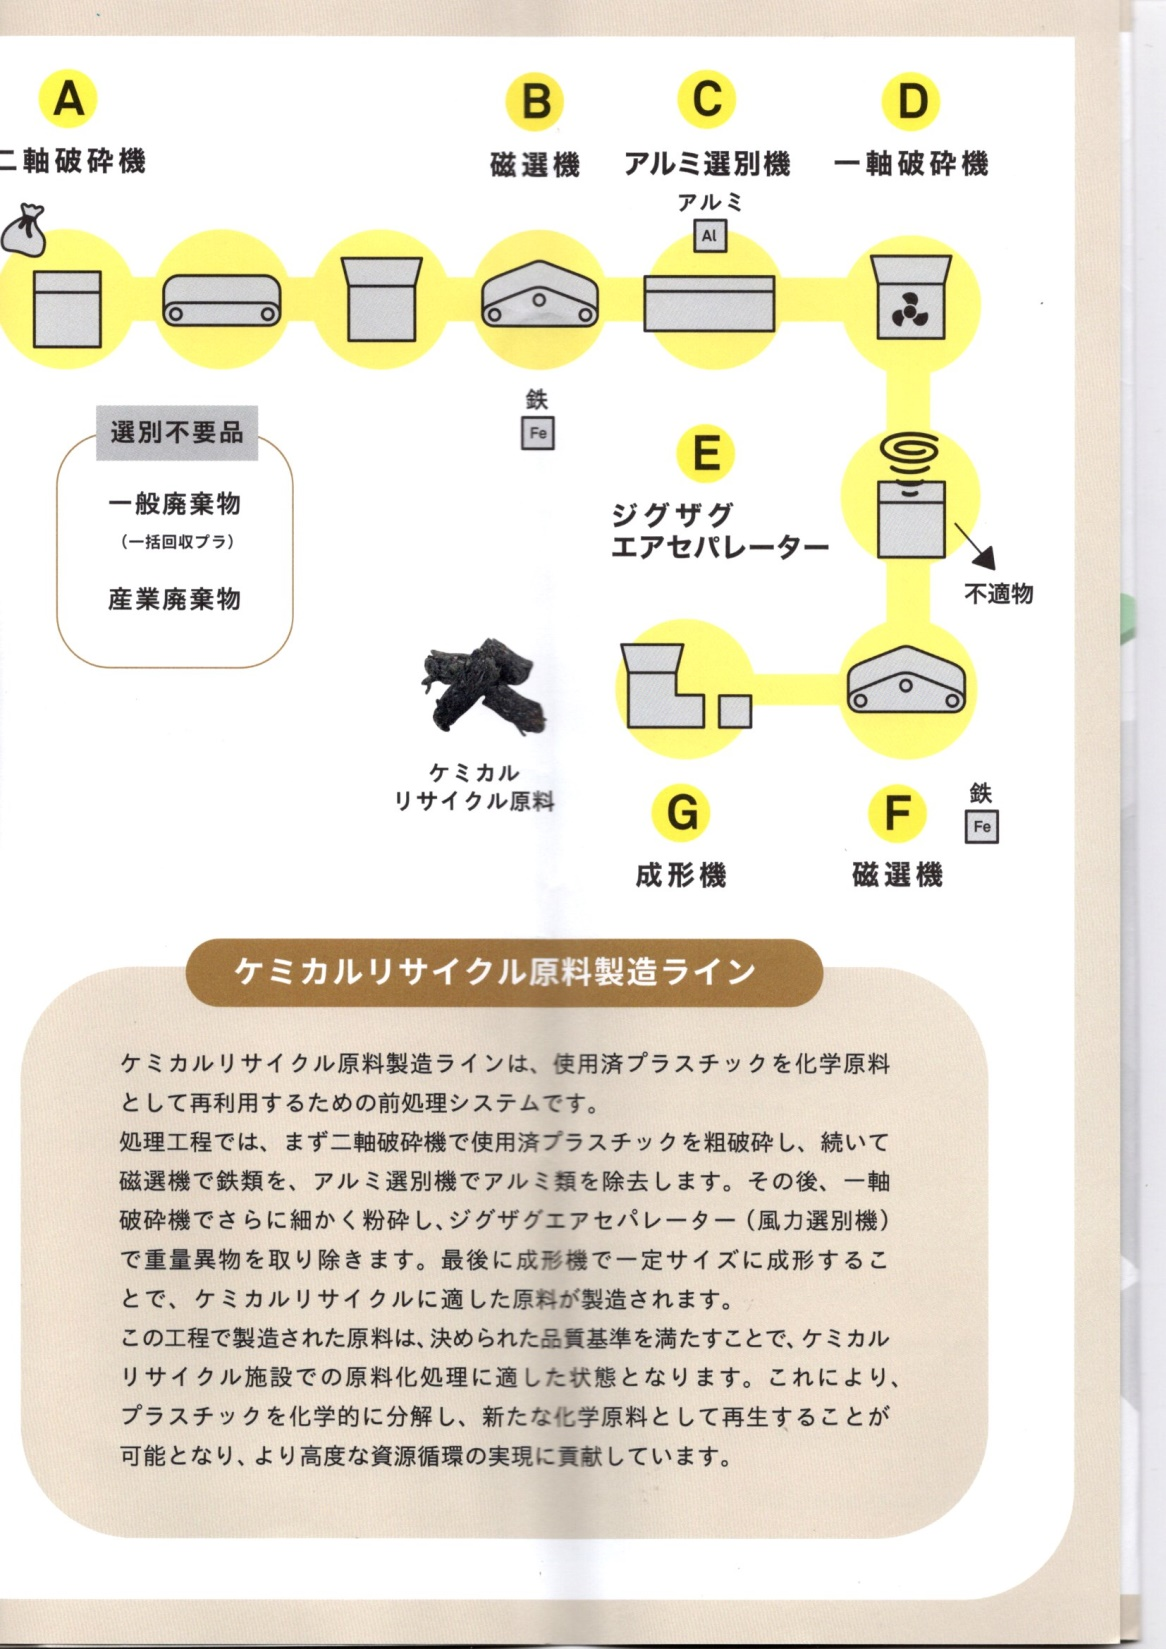 A
二軸破砕機
B
磁選機
C
アルミ選別機
アルミ
Al
D
一軸破砕機
鉄
Fe
選別不要品
一般廃棄物
（一括回収プラ）
産業廃棄物
E
ジグザグ
エアセパレーター
不適物
ケミカル
リサイクル原料
G
成形機
F
磁選機
鉄
Fe
ケミカルリサイクル原料製造ライン
ケミカルリサイクル原料製造ラインは、使用済プラスチックを化学原料
として再利用するための前処理システムです。
処理工程では、まず二軸破砕機で使用済プラスチックを粗破砕し、続いて
磁選機で鉄類を、アルミ選別機でアルミ類を除去します。その後、一軸
破砕機でさらに細かく粉砕し、ジグザグエアセパレーター（風力選別機）
で重量異物を取り除きます。最後に成形機で一定サイズに成形するこ
とで、ケミカルリサイクルに適した原料が製造されます。
この工程で製造された原料は、決められた品質基準を満たすことで、ケミカル
リサイクル施設での原料化処理に適した状態となります。これにより、
プラスチックを化学的に分解し、新たな化学原料として再生することが
可能となり、より高度な資源循環の実現に貢献しています。